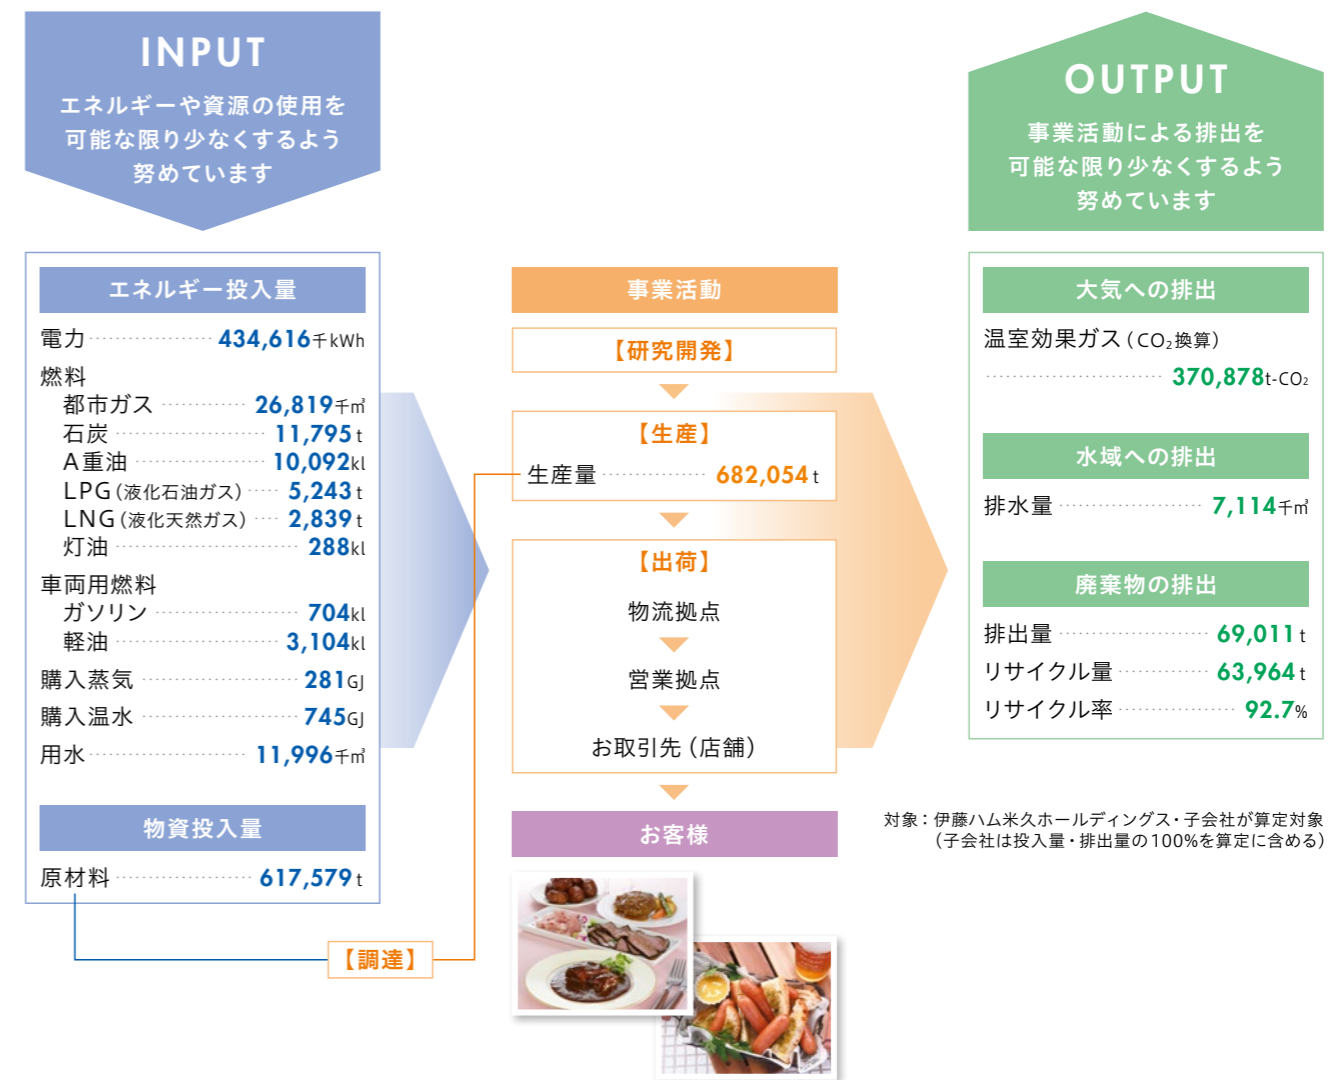 INPUT
エネルギーや資源の使用を
可能な限り少なくするよう
努めています
エネルギー投入量
電力 434,616千kWh
燃料
都市ガス 26,819千㎥
石炭 11,795 t
A重油 10,092kl
LPG（液化石油ガス） 5,243 t
LNG（液化天然ガス） 2,839 t
灯油 288kl
車両用燃料
ガソリン 704kl
軽油 3,104kl
購入蒸気 281GJ
購入温水 745GJ
用水 11,996千㎥
物資投入量
原材料 617,579 t
【調達】
事業活動
【研究開発】
【生産】
生産量 682,054 t
【出荷】
物流拠点
営業拠点
お取引先（店舗）
お客様
OUTPUT
事業活動による排出を
可能な限り少なくするよう
努めています
大気への排出
温室効果ガス（CO₂換算）
370,878t-CO₂
水域への排出
排水量 7,114千㎥
廃棄物の排出
排出量 69,011 t
リサイクル量 63,964 t
リサイクル率 92.7%
対象：伊藤ハム米久ホールディングス・子会社が算定対象
（子会社は投入量・排出量の100%を算定に含める）